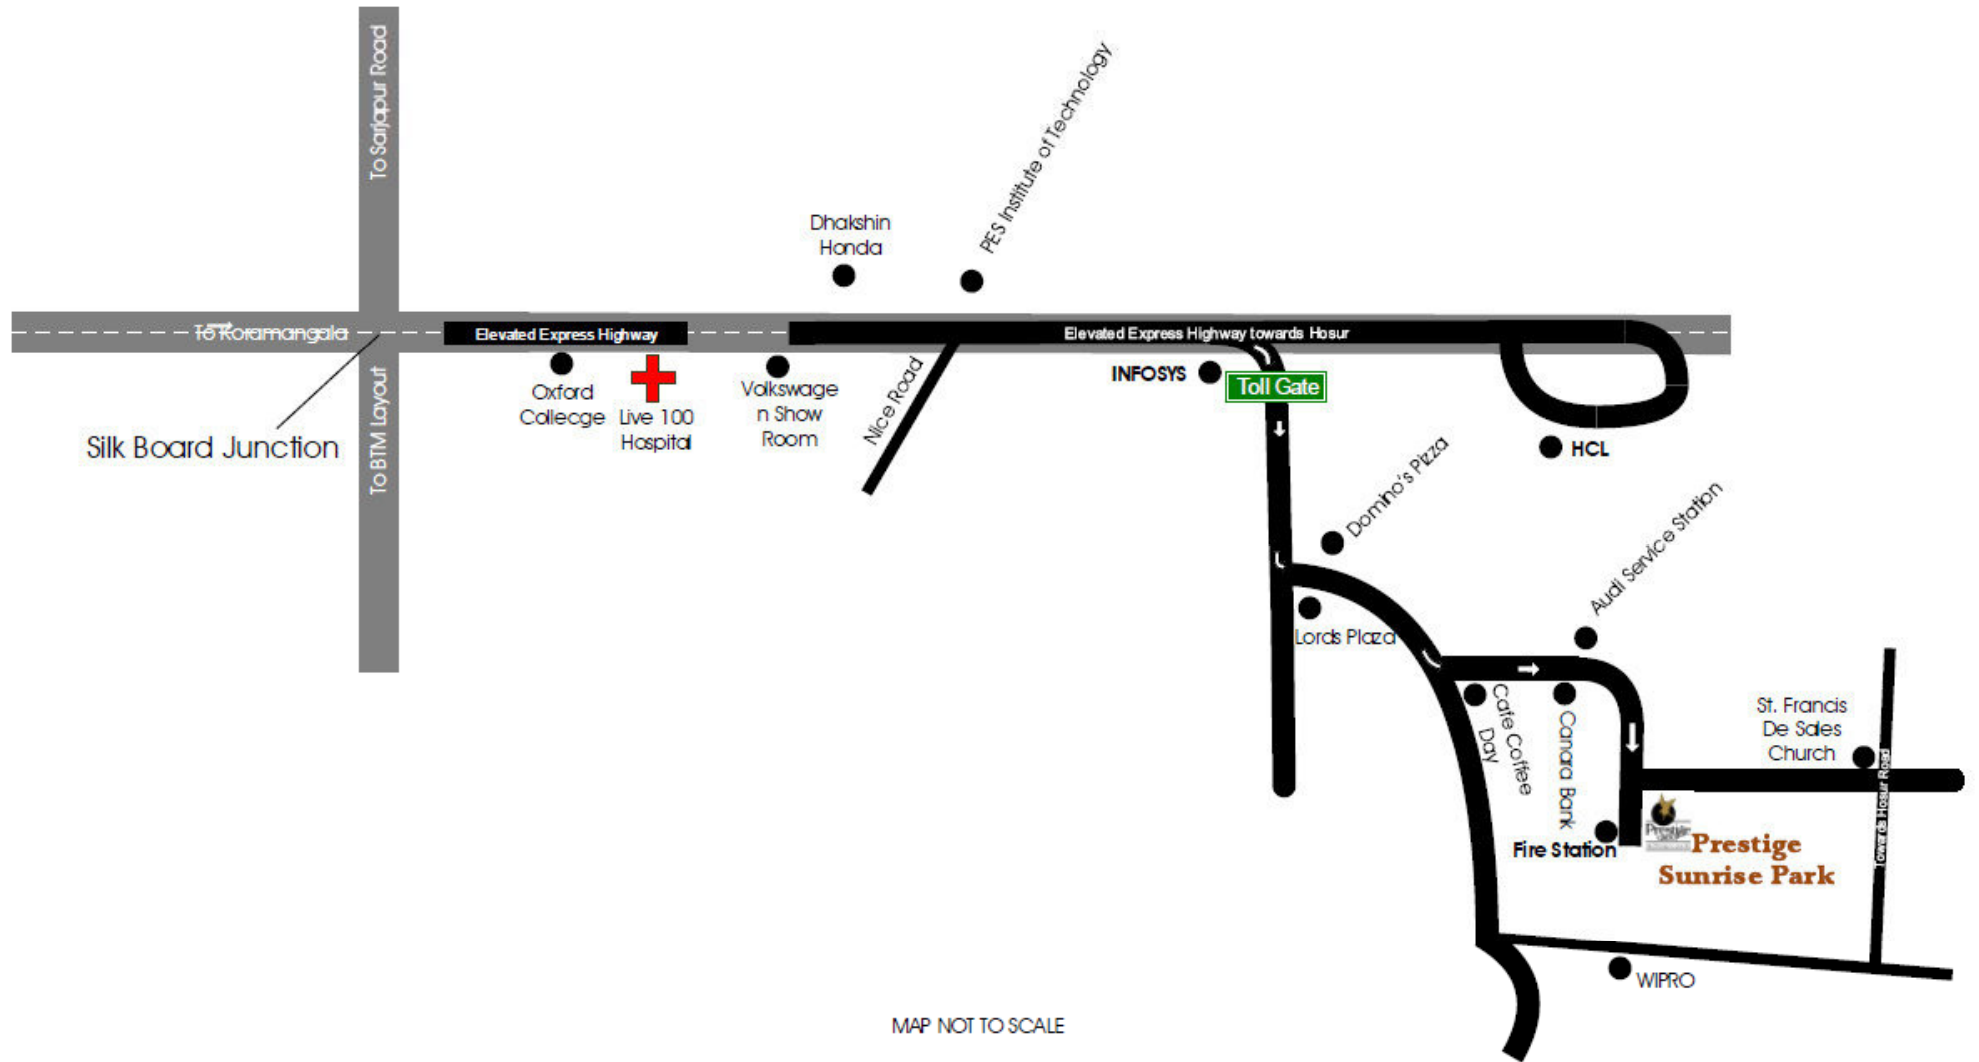 To Sarjapur Road
PES Institute of Technology
Dhakshin
Honda
To Koramangala
Elevated Express Highway
Elevated Express Highway towards Hosur
Silk Board Junction
To BTM Layout
Oxford
Collecge
Live 100
Hospital
Volkswage
n Show
Room
Nice Road
INFOSYS
Toll Gate
HCL
Domino's Pizza
Audi Service Station
Lords Plaza
Cafe Coffee
Day
Canara Bank
St. Francis
De Sales
Church
Towards Hosur Road
Fire Station
Prestige
Prestige
Sunrise Park
WIPRO
MAP NOT TO SCALE